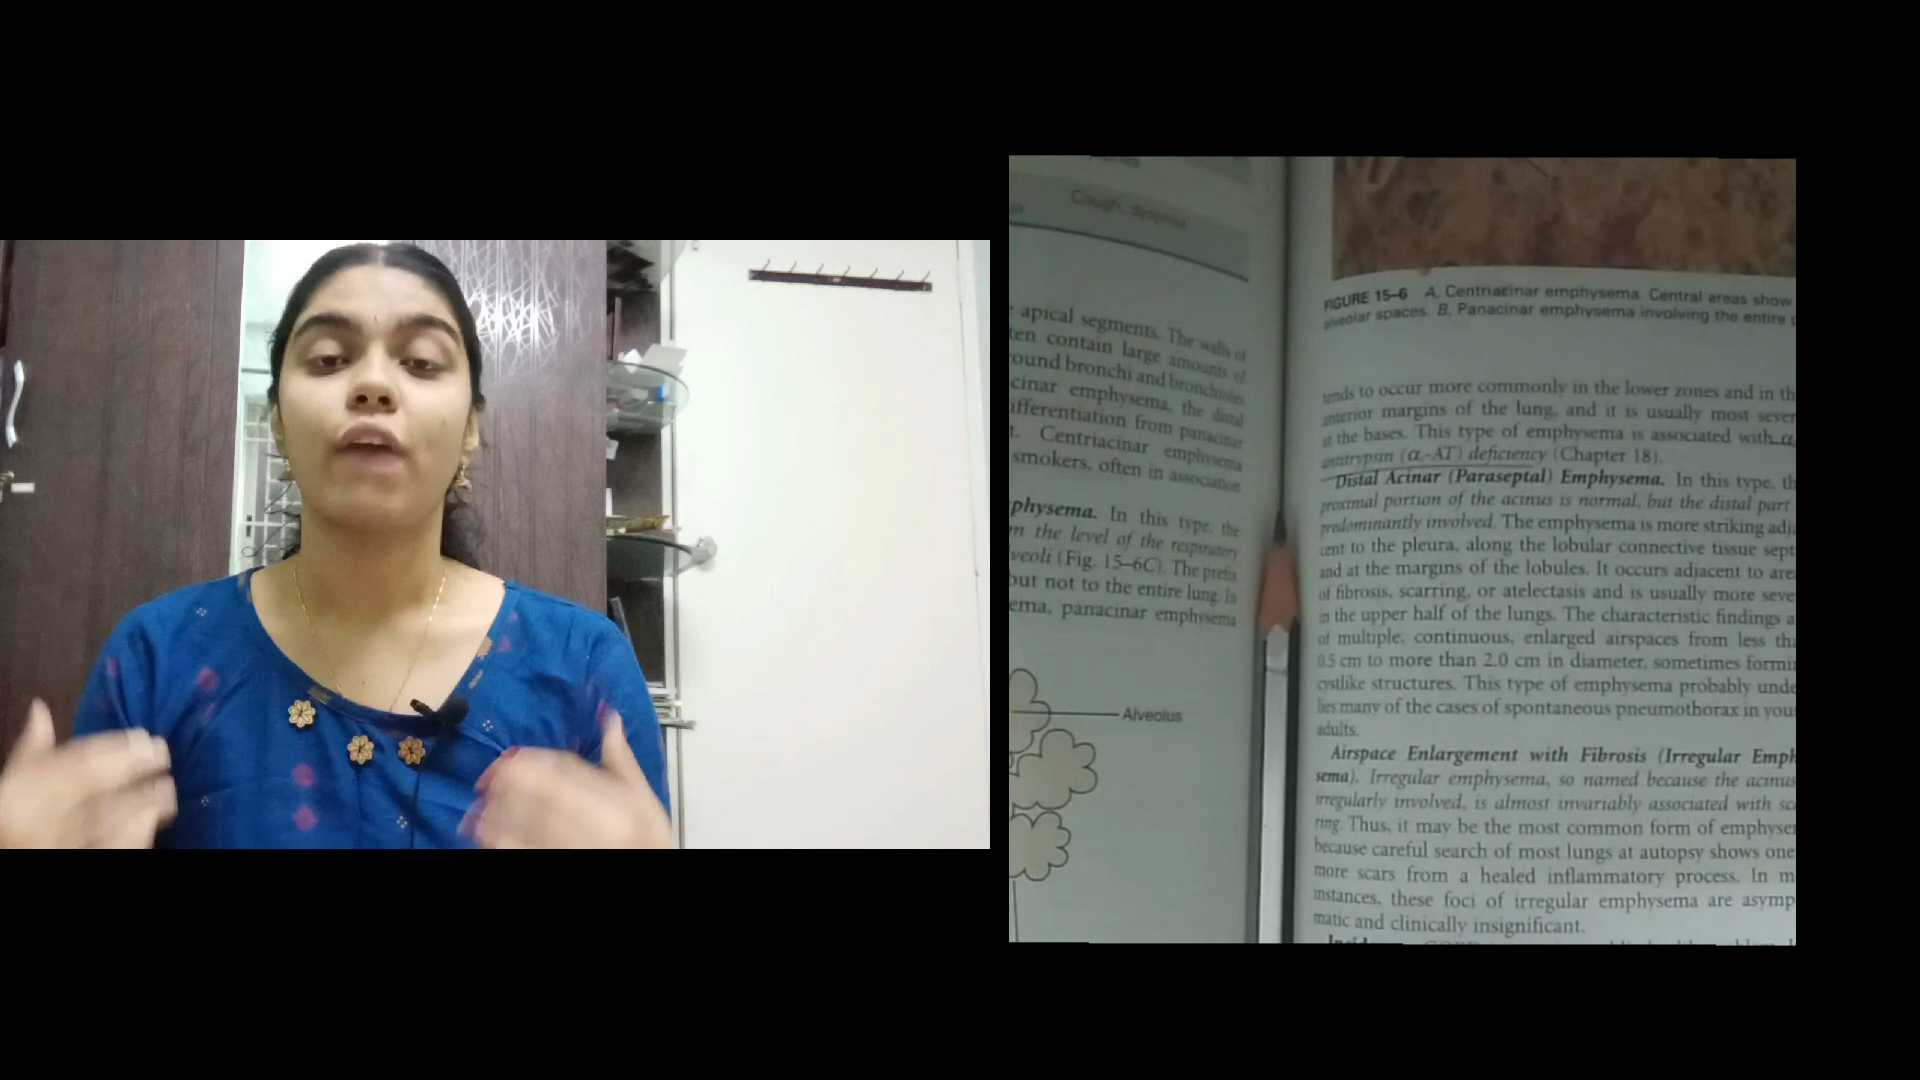 Cough, dyspnea
apical segments. The walls of
ten contain large amounts of
ound bronchi and bronchioles
cinar emphysema, the distal
ifferentiation from panacinar
t. Centriacinar emphysema
smokers, often in association
physema. In this type, the
m the level of the respiratory
veoli (Fig. 15–6C). The prefix
but not to the entire lung. In
ema, panacinar emphysema
Alveolus
FIGURE 15–6 A, Centriacinar emphysema. Central areas show
alveolar spaces. B, Panacinar emphysema involving the entire
tends to occur more commonly in the lower zones and in th
anterior margins of the lung, and it is usually most sever
at the bases. This type of emphysema is associated with α
antitrypsin (α₁-AT) deficiency (Chapter 18).
Distal Acinar (Paraseptal) Emphysema. In this type, th
proximal portion of the acinus is normal, but the distal part
predominantly involved. The emphysema is more striking adja
cent to the pleura, along the lobular connective tissue sept
and at the margins of the lobules. It occurs adjacent to are
of fibrosis, scarring, or atelectasis and is usually more seve
in the upper half of the lungs. The characteristic findings a
of multiple, continuous, enlarged airspaces from less tha
0.5 cm to more than 2.0 cm in diameter, sometimes formi
cystlike structures. This type of emphysema probably unde
lies many of the cases of spontaneous pneumothorax in you
adults.
Airspace Enlargement with Fibrosis (Irregular Emph
sema). Irregular emphysema, so named because the acinus
irregularly involved, is almost invariably associated with sca
ring. Thus, it may be the most common form of emphyse
because careful search of most lungs at autopsy shows one
more scars from a healed inflammatory process. In m
instances, these foci of irregular emphysema are asymp
matic and clinically insignificant.